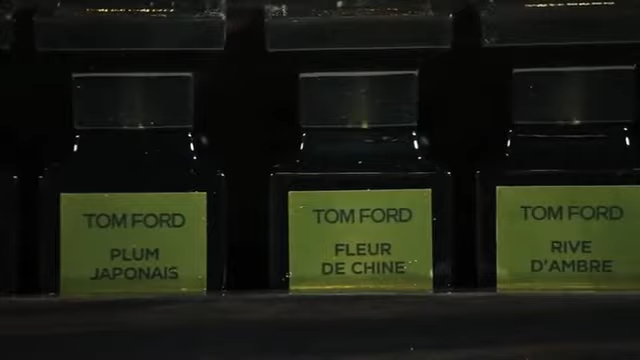 TOM FORD
PLUM
JAPONAIS
TOM FORD
FLEUR
DE CHINE
TOM FORD
RIVE
D'AMBRE